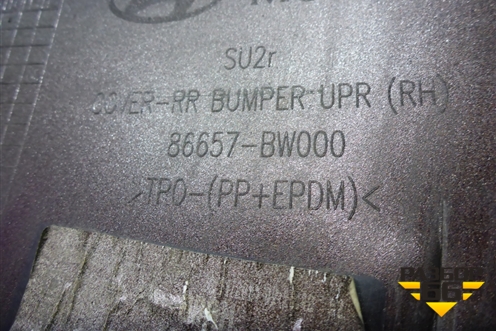 SU2r
COVER-RR BUMPER UPR (RH)
86657-BW000
>TPO-(PP+EPDM)<